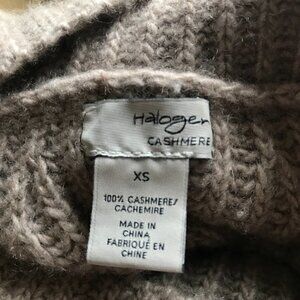 Halogen
CASHMERE
XS
100% CASHMERE/
CACHEMIRE
MADE IN
CHINA
FABRIQUÉ EN
CHINE